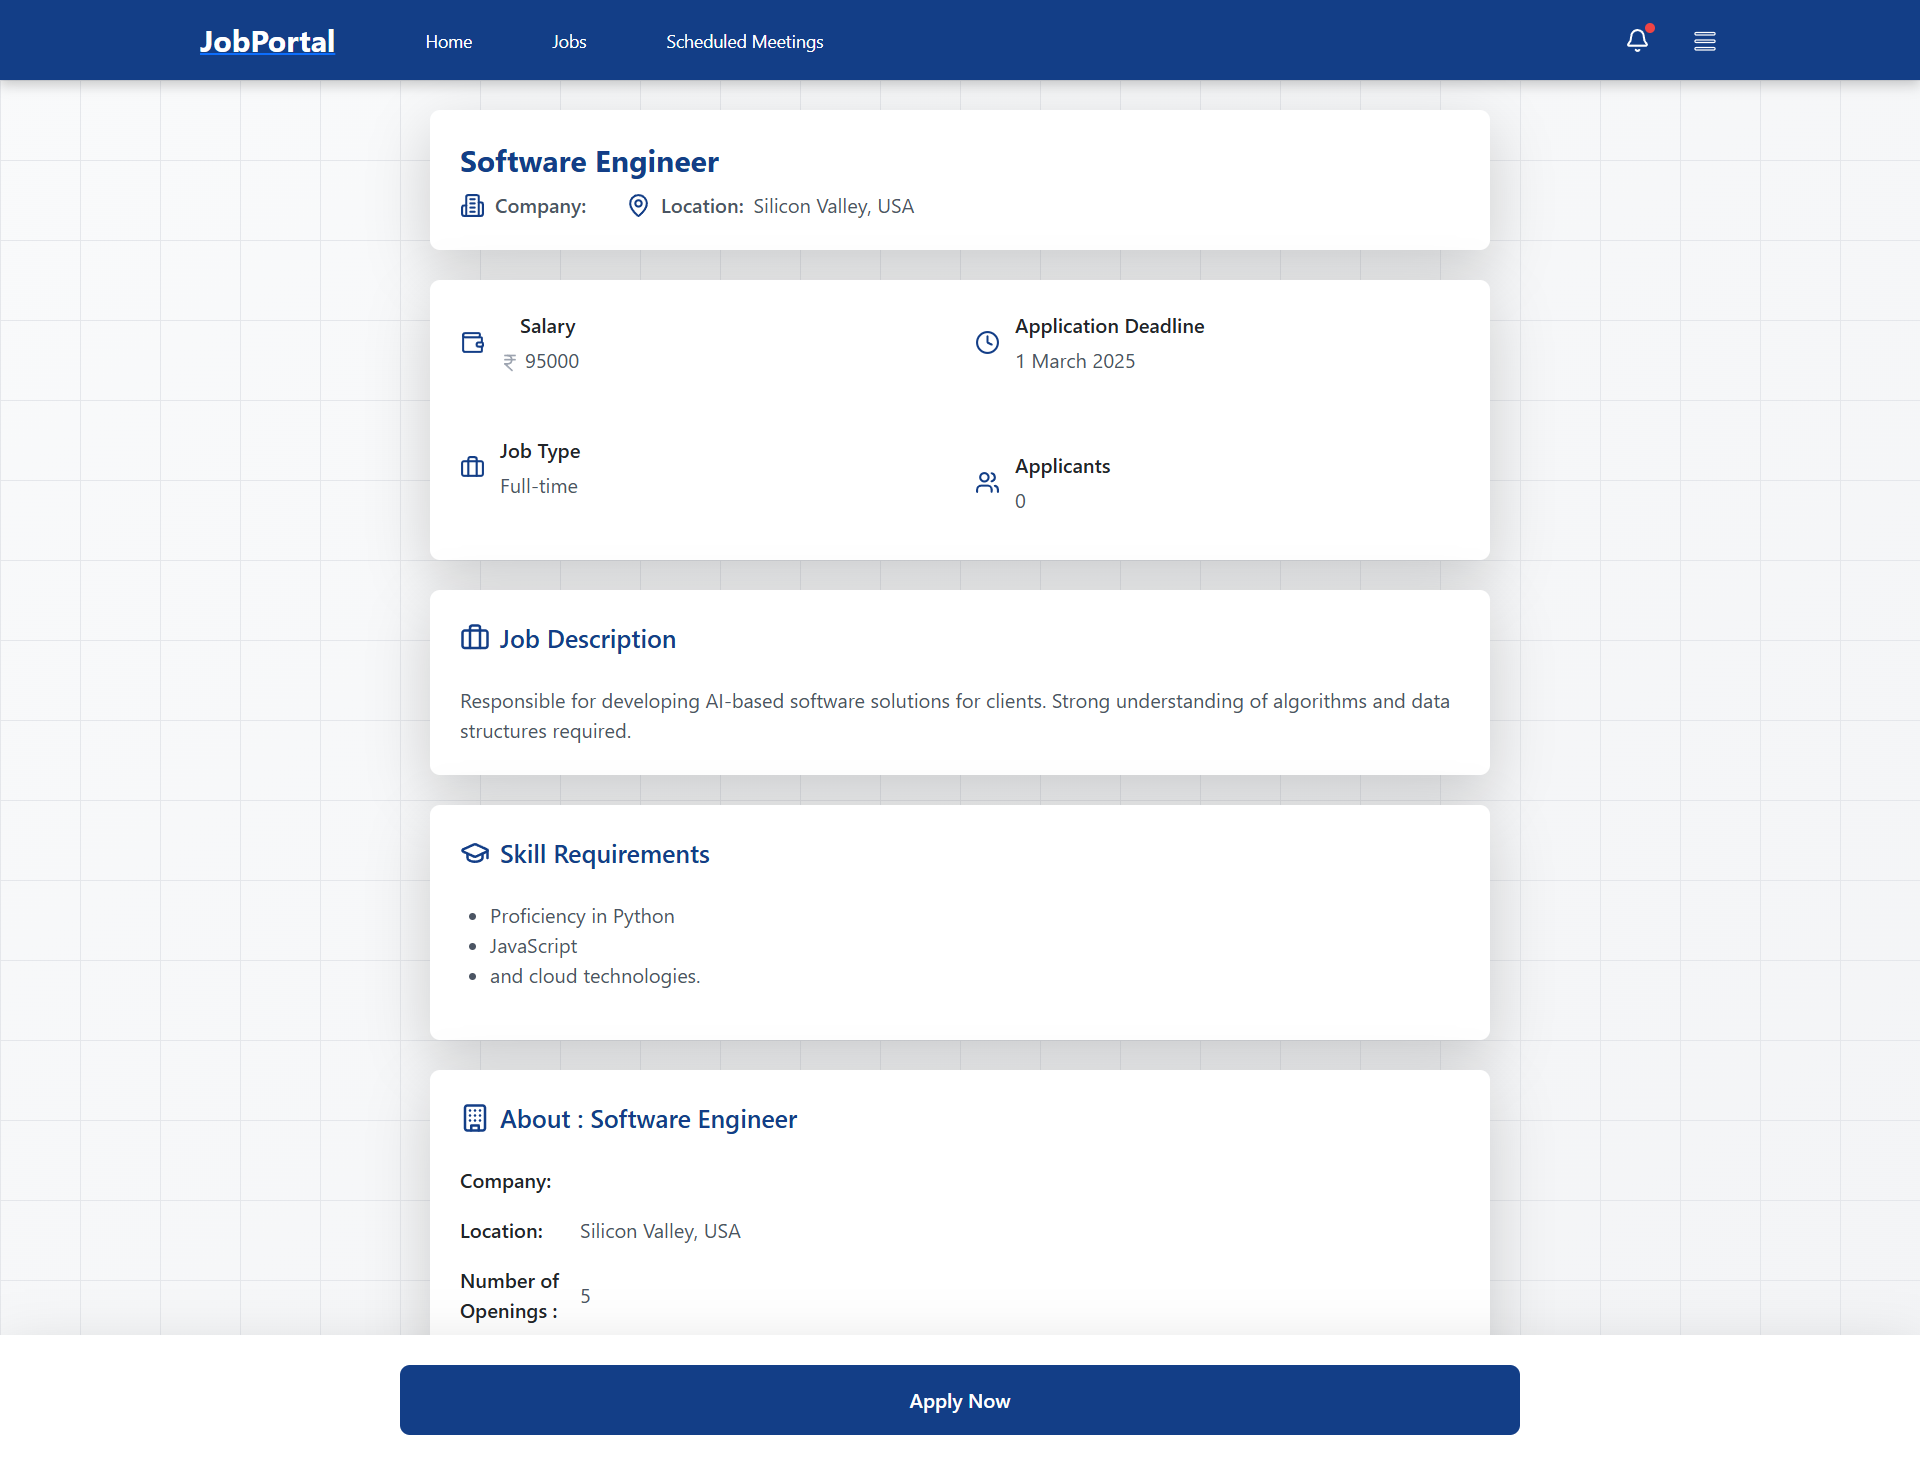 JobPortal
Home
Jobs
Scheduled Meetings
Software Engineer
Company:
Location: Silicon Valley, USA
Salary
₹ 95000
Application Deadline
1 March 2025
Job Type
Full-time
Applicants
0
Job Description
Responsible for developing AI-based software solutions for clients. Strong understanding of algorithms and data
structures required.
Skill Requirements
• Proficiency in Python
• JavaScript
• and cloud technologies.
About : Software Engineer
Company:
Location: Silicon Valley, USA
Number of
Openings :
5
Apply Now